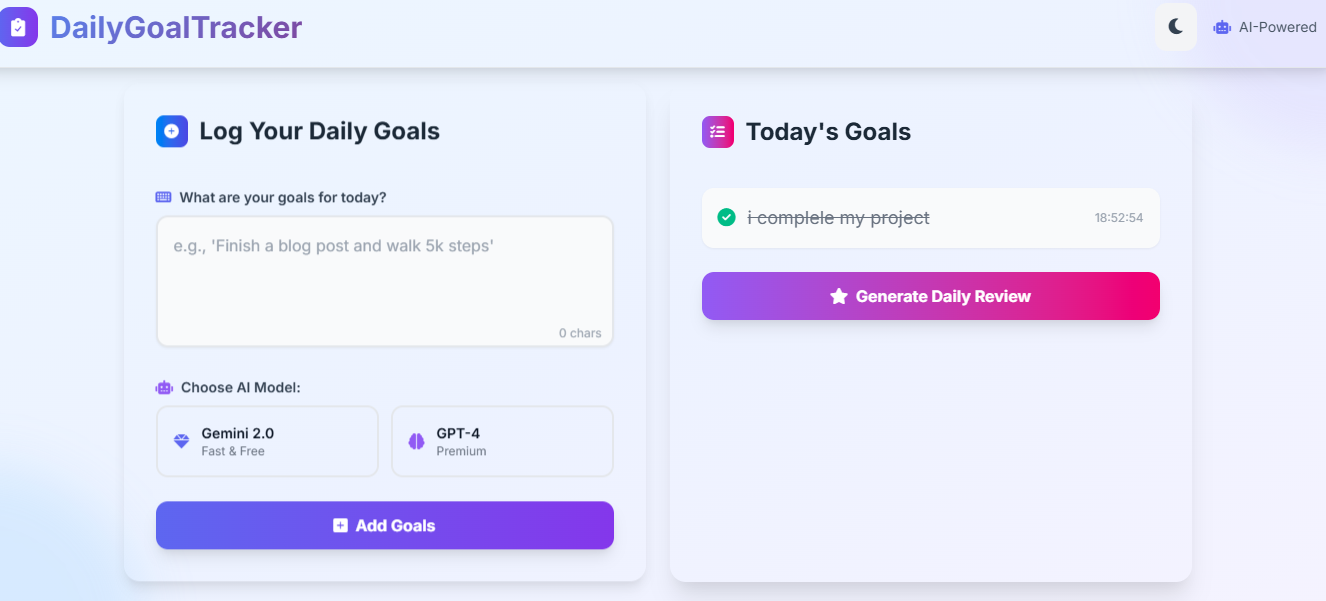 DailyGoalTracker
AI-Powered
Log Your Daily Goals
What are your goals for today?
e.g., 'Finish a blog post and walk 5k steps'
0 chars
Choose AI Model:
Gemini 2.0
Fast & Free
GPT-4
Premium
Add Goals
Today's Goals
i complele my project
18:52:54
Generate Daily Review